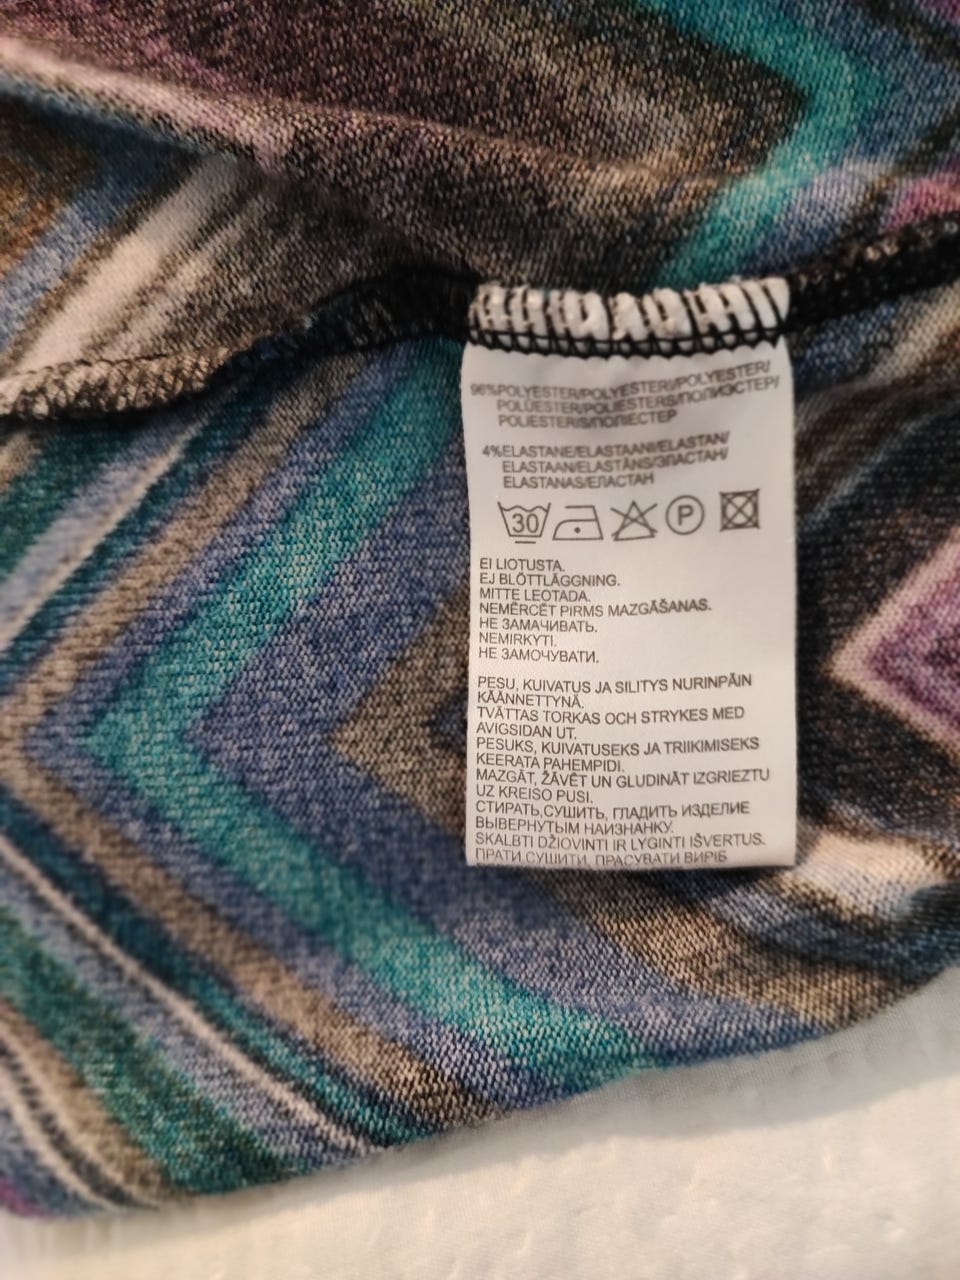 96%POLYESTER/POLYESTERI/POLYESTER/
POLÜESTER/POLIESTERS/ПОЛИЭСТЕР/
POLIESTERIS/ПОЛІЕСТЕР
4%ELASTANE/ELASTAANI/ELASTAN/
ELASTAAN/ELASTĀNS/ЭЛАСТАН/
ELASTANAS/ЕЛАСТАН
30
P
EI LIOTUSTA.
EJ BLÖTTLÄGGNING.
MITTE LEOTADA.
NEMĒRCĒT PIRMS MAZGĀŠANAS.
НЕ ЗАМАЧИВАТЬ.
NEMIRKYTI.
НЕ ЗАМОЧУВАТИ.
PESU, KUIVATUS JA SILITYS NURINPÄIN
KÄÄNNETTYNÄ.
TVÄTTAS TORKAS OCH STRYKES MED
AVIGSIDAN UT.
PESUKS, KUIVATUSEKS JA TRIIKIMISEKS
KEERATA PAHEMPIDI.
MAZGĀT, ŽĀVĒT UN GLUDINĀT IZGRIEZTU
UZ KREISO PUSI.
СТИРАТЬ,СУШИТЬ, ГЛАДИТЬ ИЗДЕЛИЕ
ВЫВЕРНУТЫМ НАИЗНАНКУ.
SKALBTI DŽIOVINTI IR LYGINTI IŠVERTUS.
ПРАТИ СУШИТИ, ПРАСУВАТИ ВИРІБ